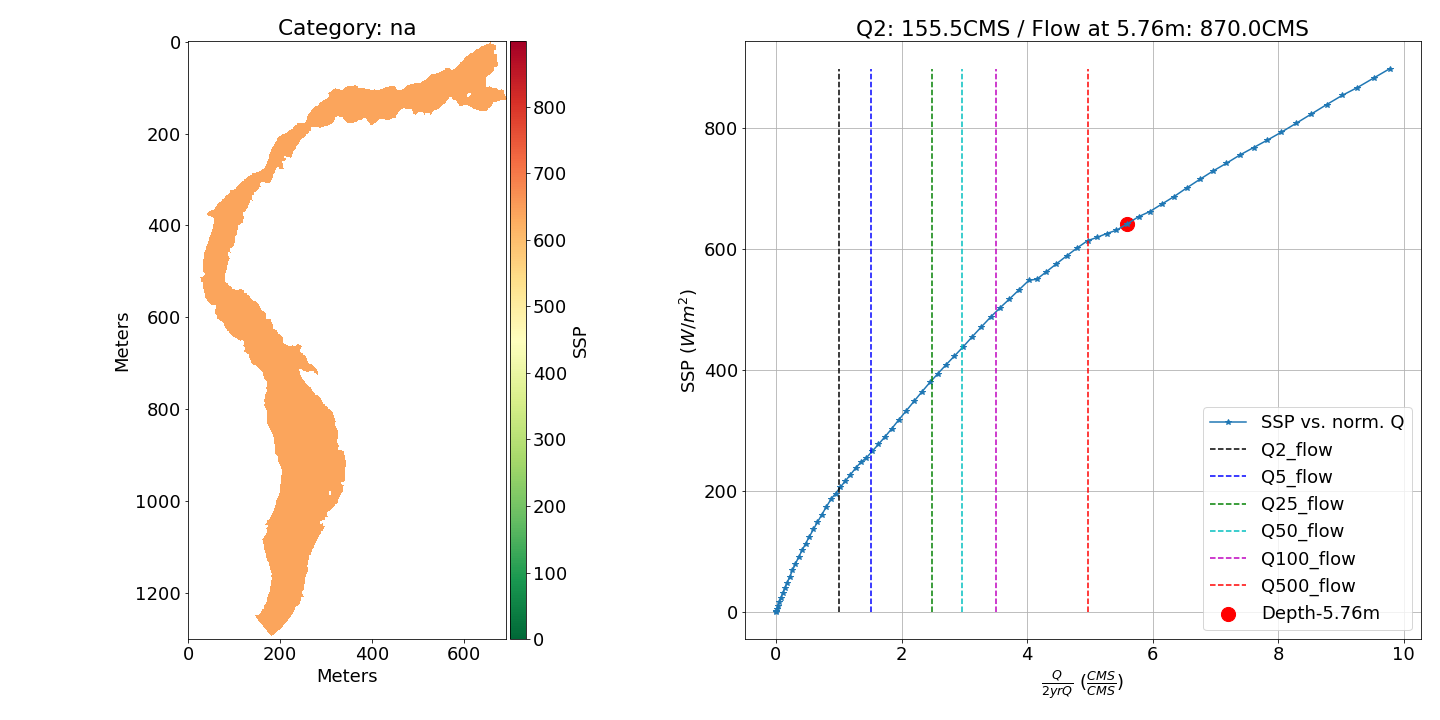 Category: na
0
200
400
600
800
1000
1200
Meters
0
200
400
600
Meters
800
700
600
500
400
300
200
100
0
SSP
Q2: 155.5CMS / Flow at 5.76m: 870.0CMS
800
600
400
200
0
SSP (W/m²)
0
2
4
6
8
10
Q/2yrQ (CMS/CMS)
SSP vs. norm. Q
Q2_flow
Q5_flow
Q25_flow
Q50_flow
Q100_flow
Q500_flow
Depth-5.76m